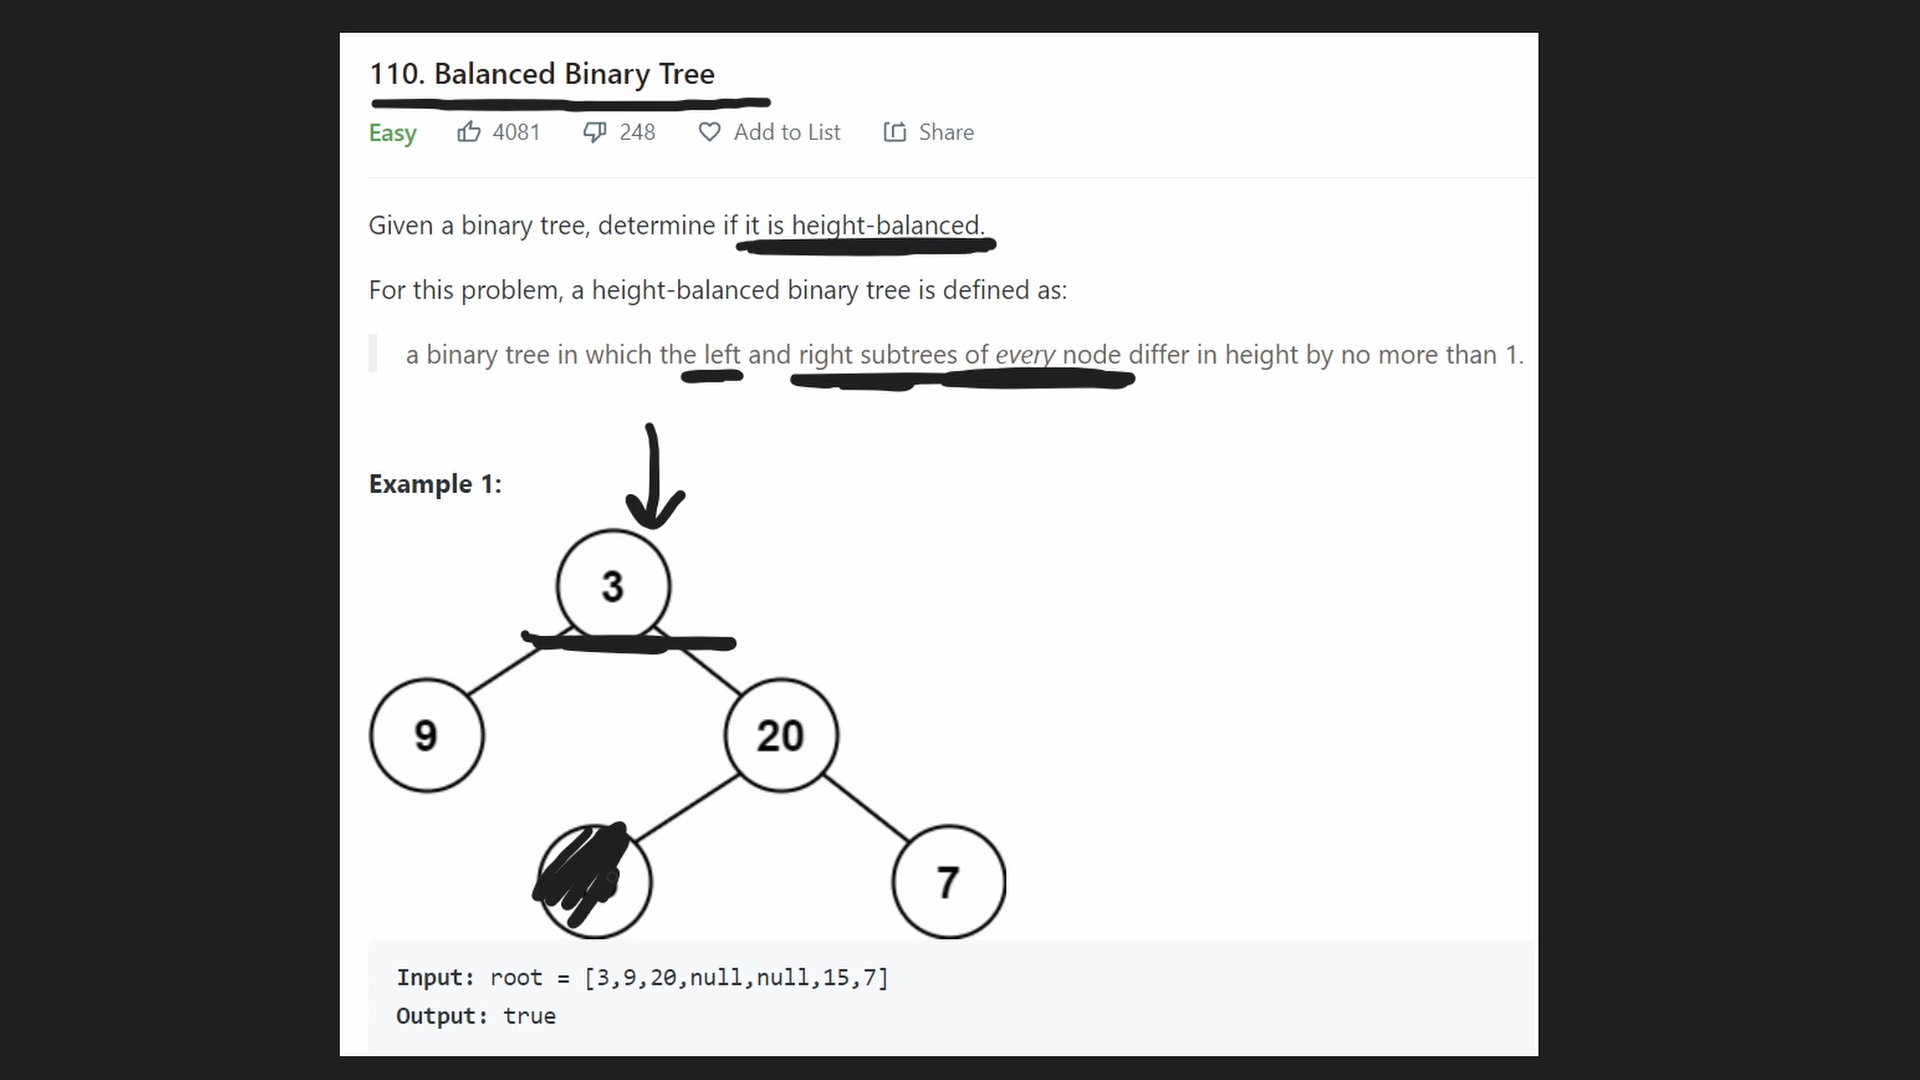 110. Balanced Binary Tree
Easy 4081 248 Add to List Share
Given a binary tree, determine if it is height-balanced.
For this problem, a height-balanced binary tree is defined as:
a binary tree in which the left and right subtrees of every node differ in height by no more than 1.
Example 1:
3
9 20
7
Input: root = [3,9,20,null,null,15,7]
Output: true